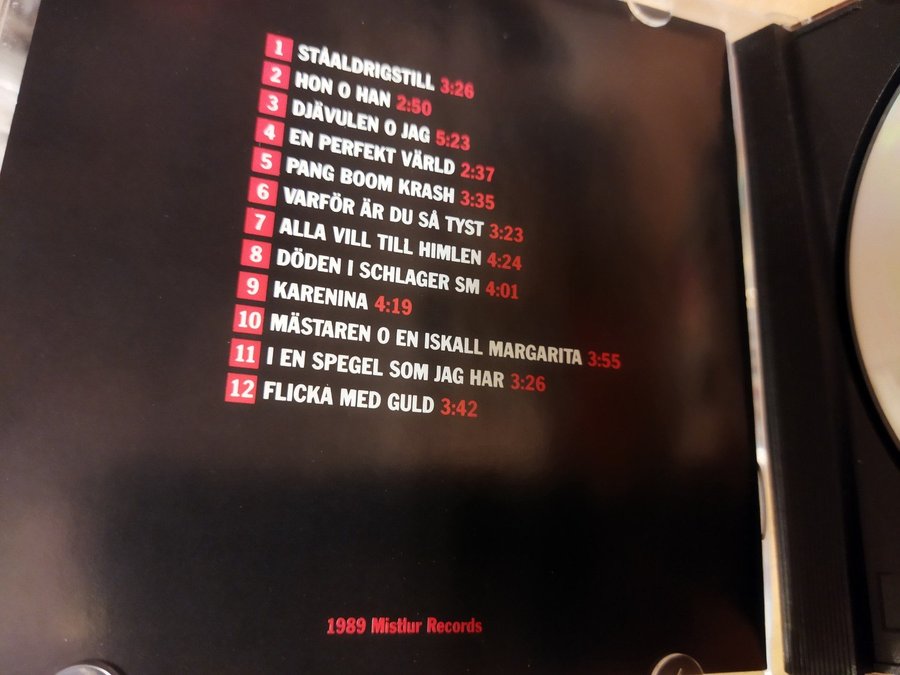 1 STÅALDRIGSTILL 3:26
2 HON O HAN 2:50
3 DJÄVULEN O JAG 5:23
4 EN PERFEKT VÄRLD 2:37
5 PANG BOOM KRASH 3:35
6 VARFÖR ÄR DU SÅ TYST 3:23
7 ALLA VILL TILL HIMLEN 4:24
8 DÖDEN I SCHLAGER SM 4:01
9 KARENINA 4:19
10 MÄSTAREN O EN ISKALL MARGARITA 3:55
11 I EN SPEGEL SOM JAG HAR 3:26
12 FLICKA MED GULD 3:42
1989 Mistlur Records